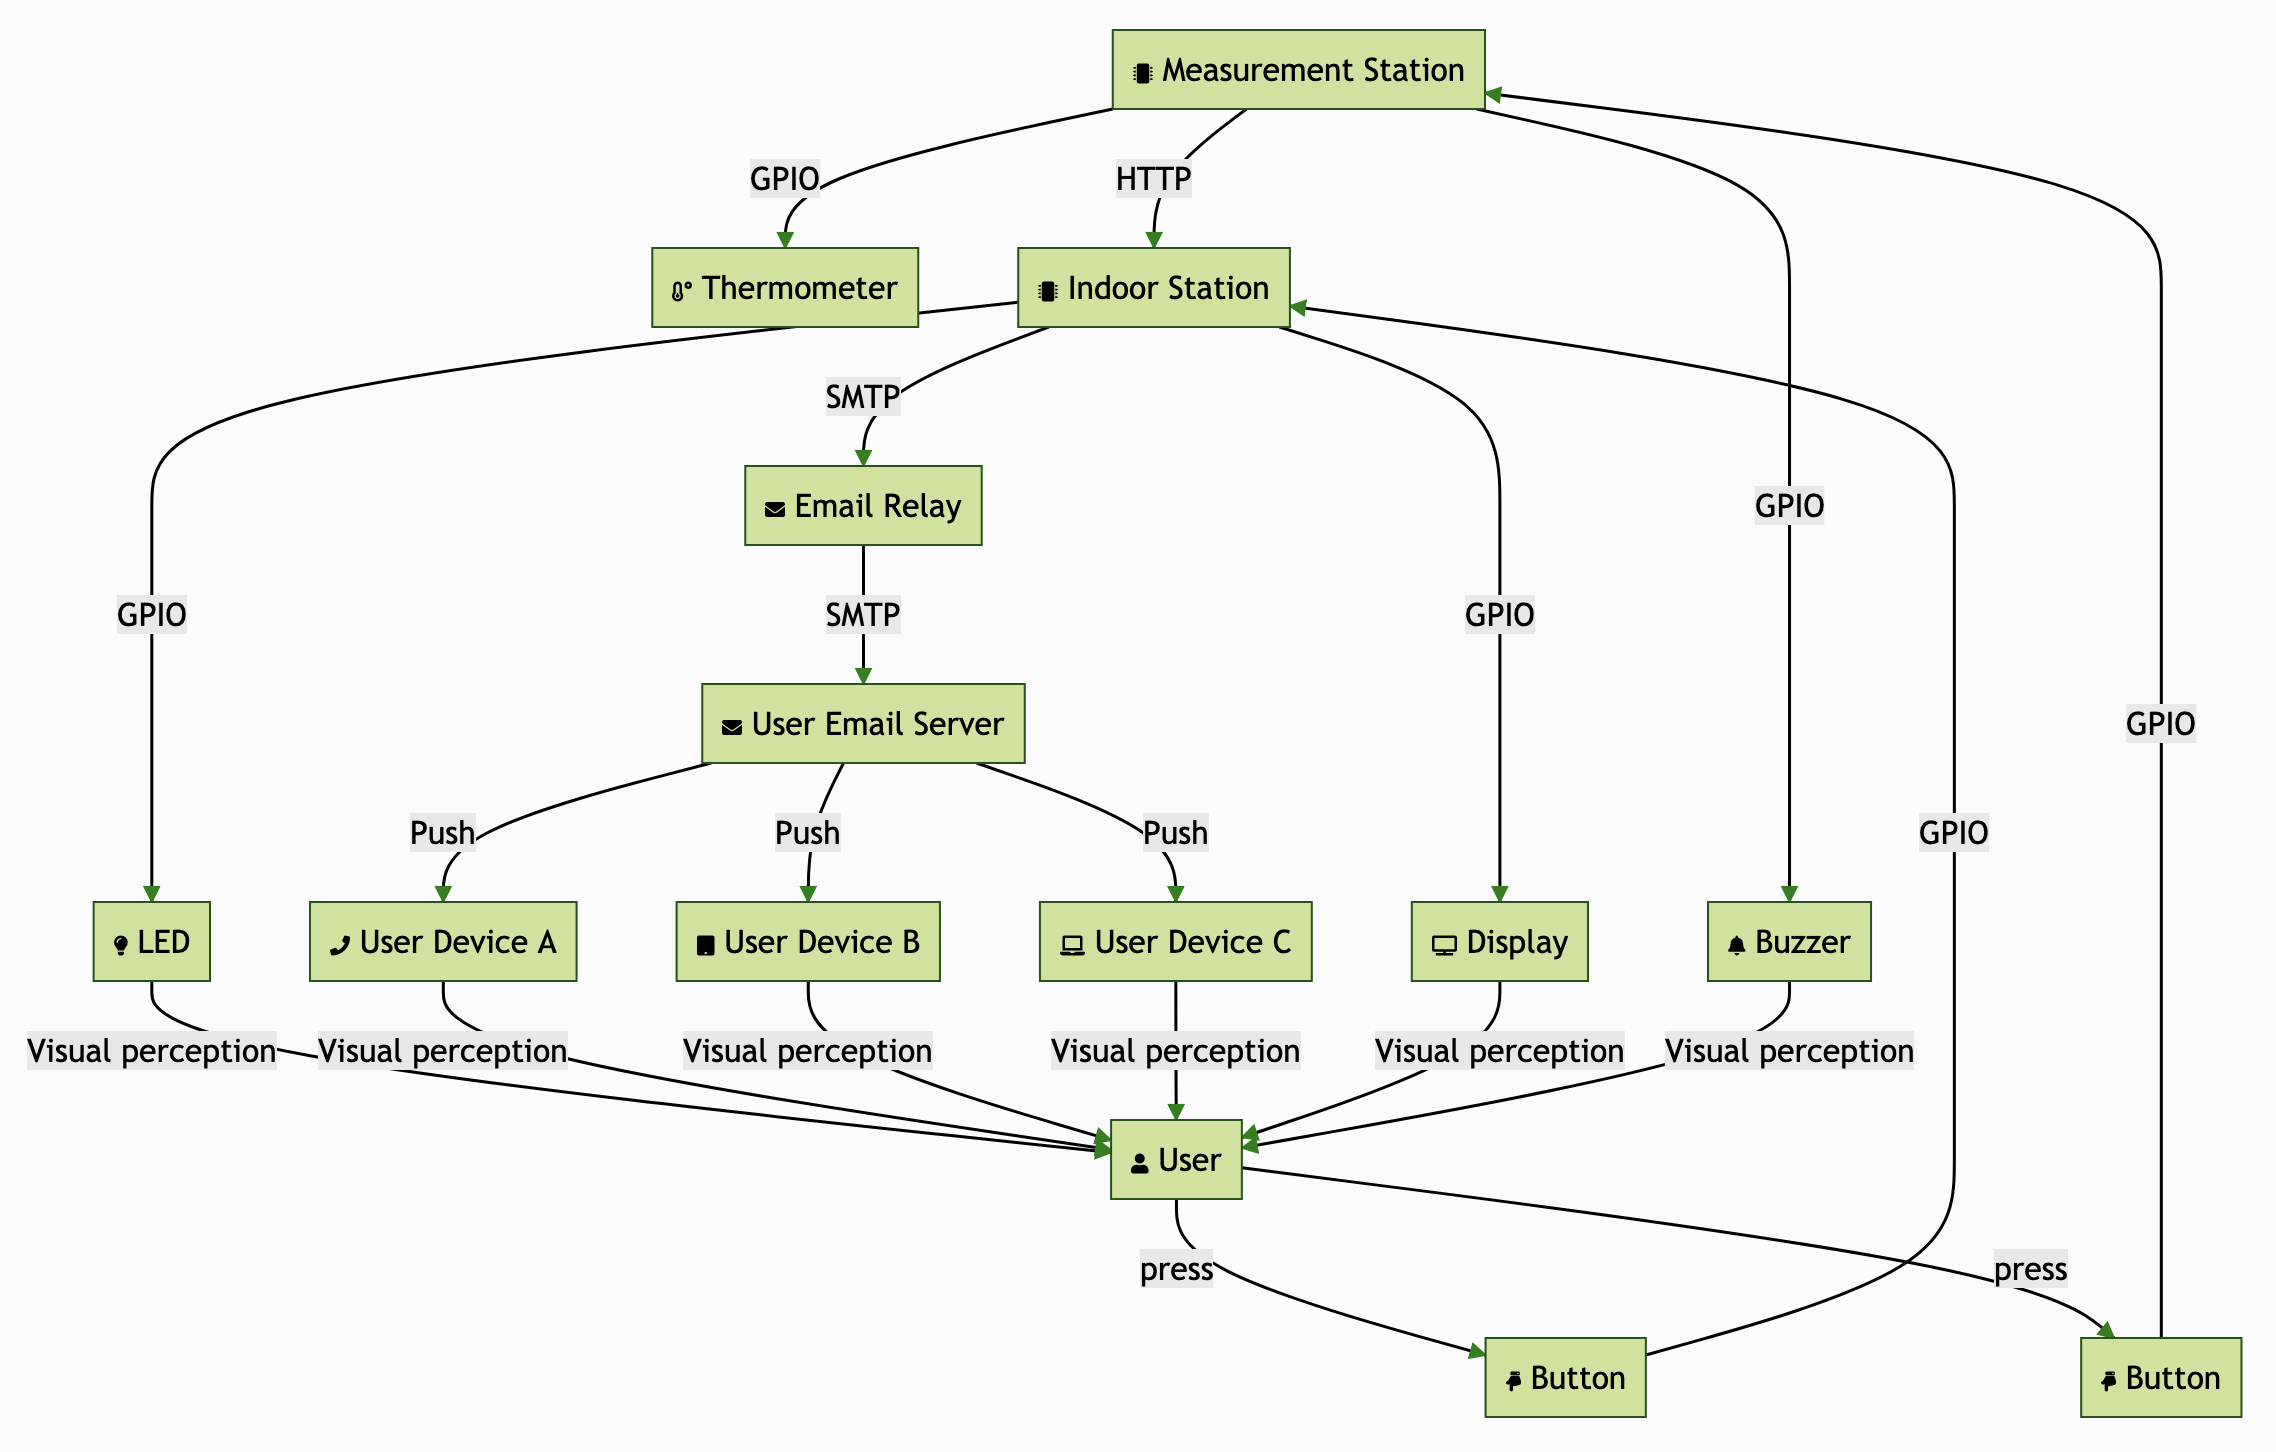 Measurement Station
GPIO
HTTP
Thermometer
Indoor Station
SMTP
Email Relay
GPIO
GPIO
SMTP
GPIO
User Email Server
GPIO
Push
Push
Push
GPIO
LED
User Device A
User Device B
User Device C
Display
Buzzer
Visual perception
Visual perception
Visual perception
Visual perception
Visual perception
Visual perception
User
press
press
Button
Button